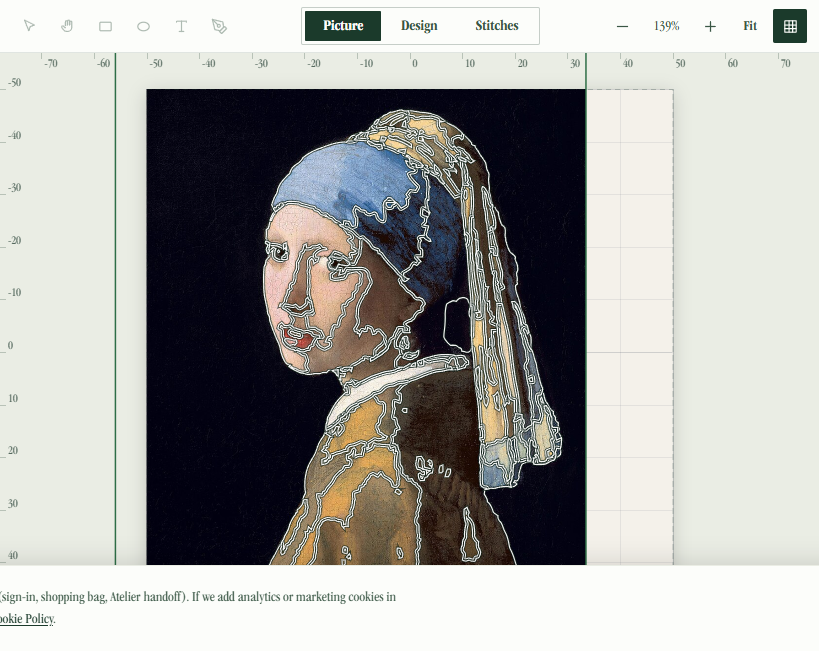 Picture Design Stitches 139% Fit
-70 -60 -50 -40 -30 -20 -10 0 10 20 30 40 50 60 70
-50
-40
-30
-20
-10
0
10
20
30
40
(sign-in, shopping bag, Atelier handoff). If we add analytics or marketing cookies in
ookie Policy.